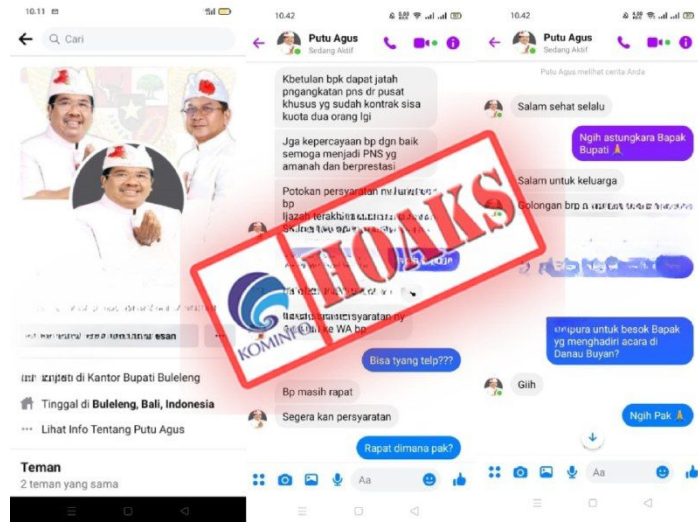 10.11
Cari
di Kantor Bupati Buleleng
Tinggal di Buleleng, Bali, Indonesia
Lihat Info Tentang Putu Agus
Teman
2 teman yang sama
10.42
Putu Agus
Sedang Aktif
Kbetulan bpk dapat jatah
pngangkatan pns dr pusat
khusus yg sudah kontrak sisa
kuota dua orang lgi
Jga kepercayaan bp dgn baik
semoga menjadi PNS yg
amanah dan berprestasi
Potokan
bp
Ijazah
ke WA bp
Bisa tyang telp???
Bp masih rapat
Segera kan persyaratan
Rapat dimana pak?
Aa
HOAKS
KOMINFO
10.42
Putu Agus
Sedang Aktif
Putu Agus melihat cerita Anda
Salam sehat selalu
Ngih astungkara Bapak
Bupati 🙏
Salam untuk keluarga
Golongan
untuk besok Bapak
yg menghadiri acara di
Danau Buyan?
Giih
Ngih Pak 🙏
Aa